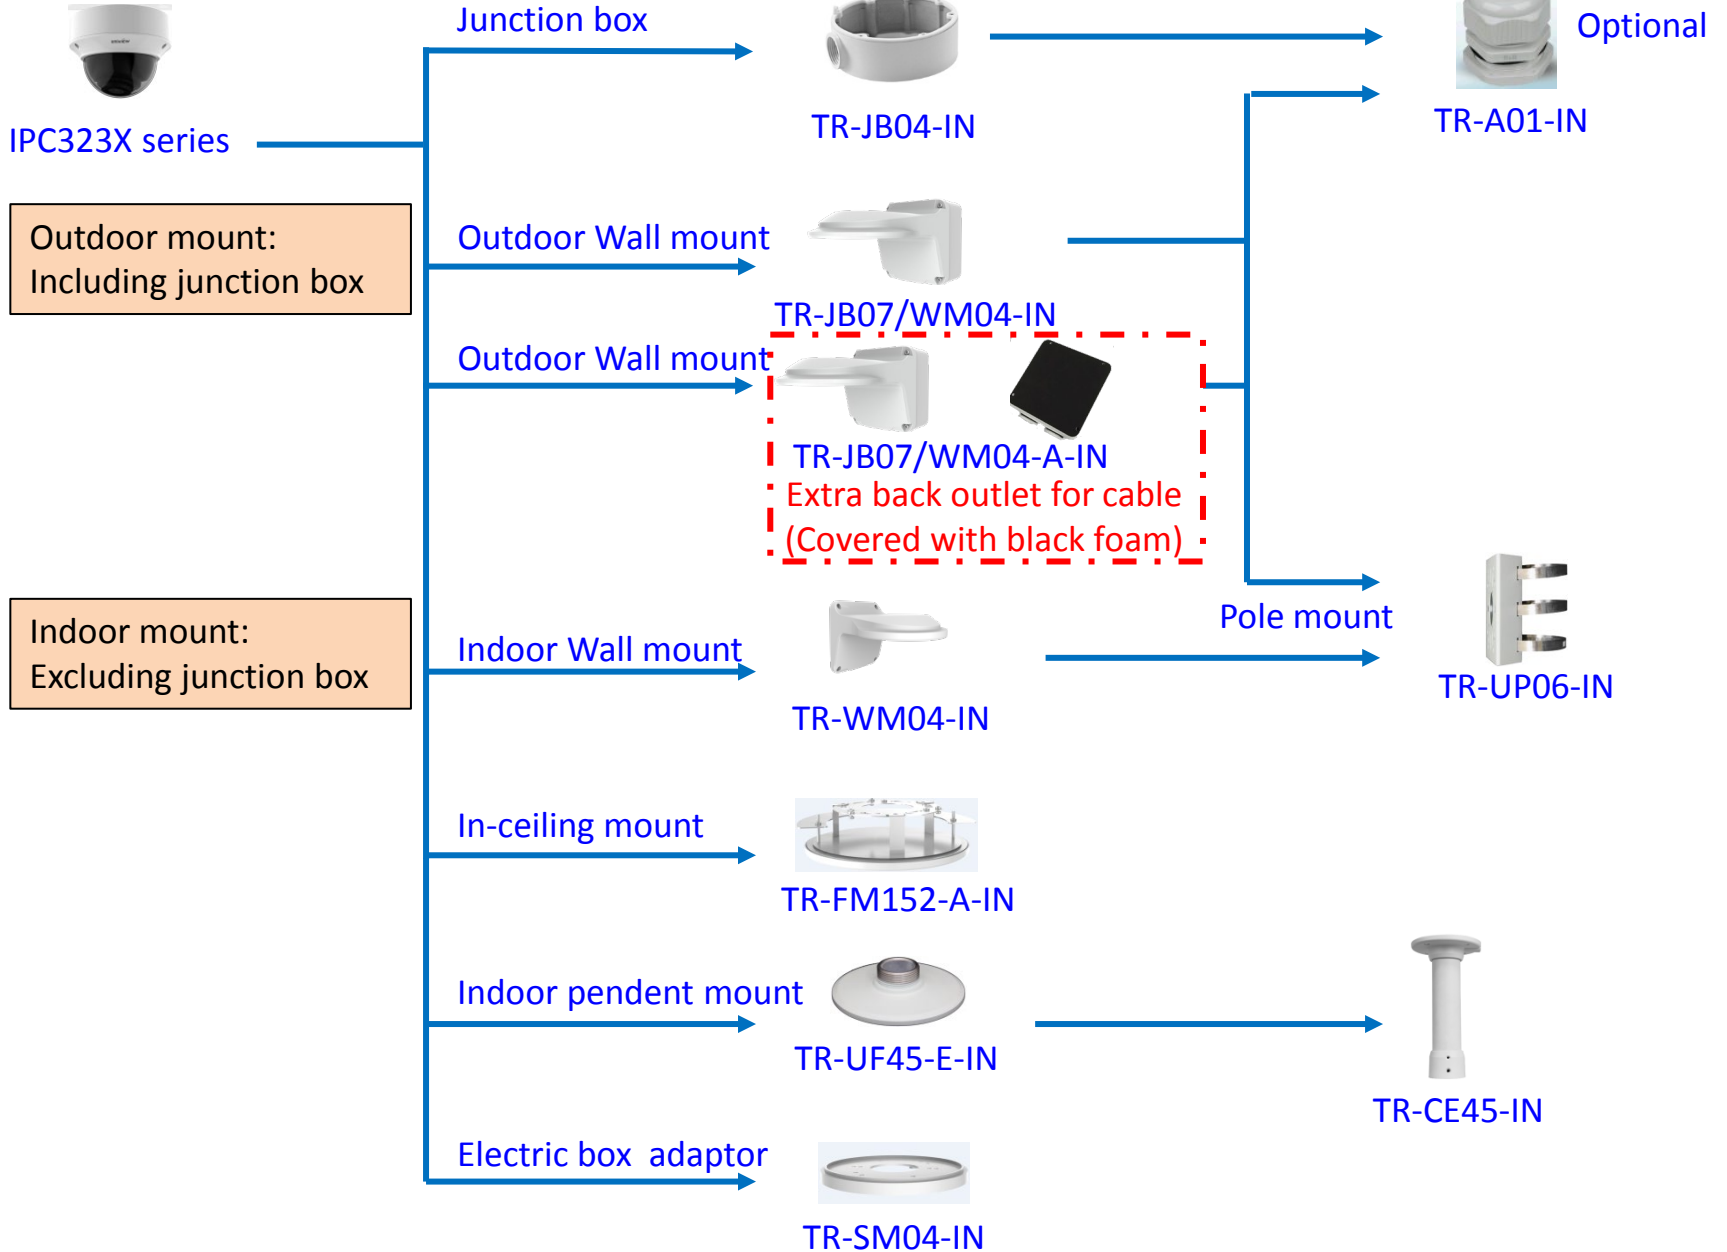 Junction box
Optional
TR-JB04-IN
TR-A01-IN
IPC323X series
Outdoor mount:
Including junction box
Outdoor Wall mount
TR-JB07/WM04-IN
Outdoor Wall mount
TR-JB07/WM04-A-IN
Extra back outlet for cable
(Covered with black foam)
Indoor mount:
Excluding junction box
Indoor Wall mount
TR-WM04-IN
Pole mount
TR-UP06-IN
In-ceiling mount
TR-FM152-A-IN
Indoor pendent mount
TR-UF45-E-IN
TR-CE45-IN
Electric box  adaptor
TR-SM04-IN